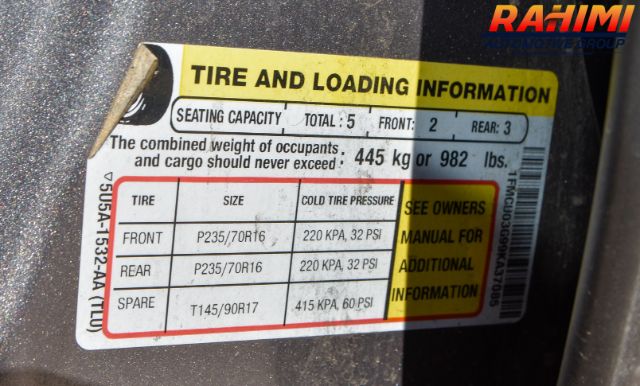 RAHIMI
AUTOMOTIVE GROUP
TIRE AND LOADING INFORMATION
SEATING CAPACITY TOTAL : 5 FRONT: 2 REAR: 3
The combined weight of occupants
and cargo should never exceed : 445 kg or 982 lbs.
TIRE SIZE COLD TIRE PRESSURE
FRONT P235/70R16 220 KPA, 32 PSI
REAR P235/70R16 220 KPA, 32 PSI
SPARE T145/90R17 415 KPA, 60 PSI
SEE OWNERS
MANUAL FOR
ADDITIONAL
INFORMATION
5U5A-1532-AA (TLU)